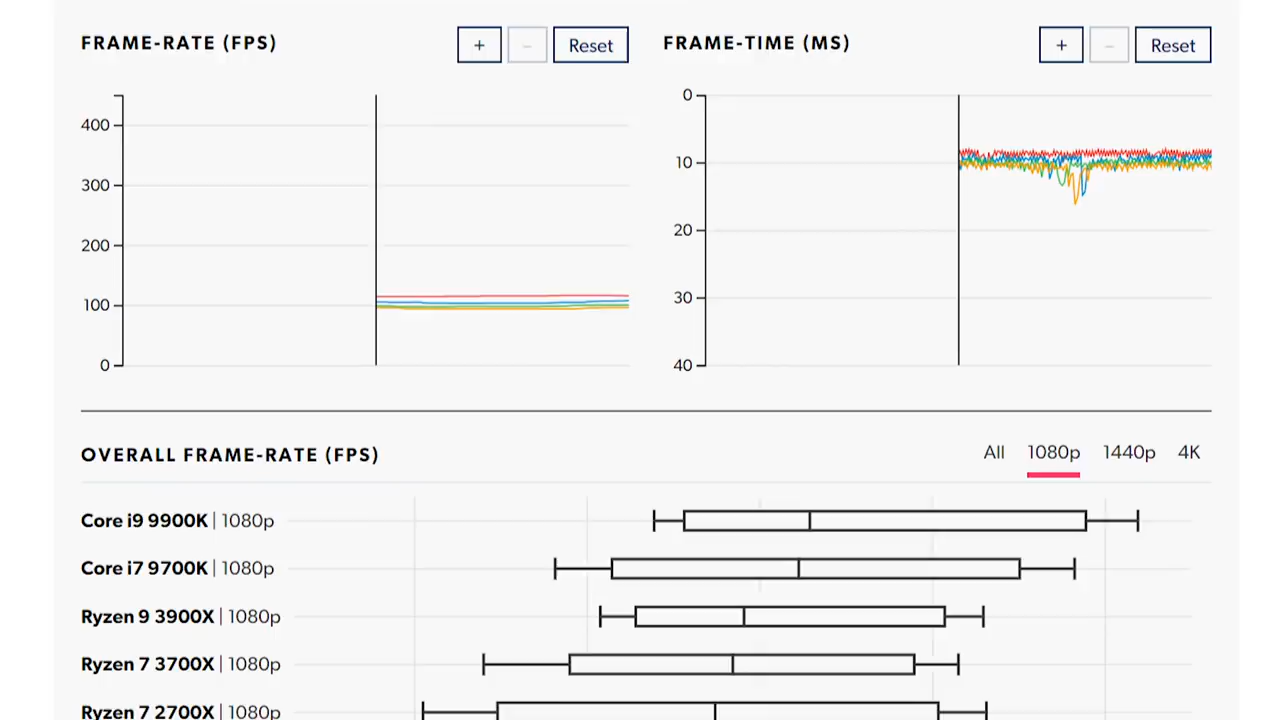 FRAME-RATE (FPS)
+ – Reset
FRAME-TIME (MS)
+ – Reset
400
300
200
100
0
0
10
20
30
40
OVERALL FRAME-RATE (FPS)
All 1080p 1440p 4K
Core i9 9900K | 1080p
Core i7 9700K | 1080p
Ryzen 9 3900X | 1080p
Ryzen 7 3700X | 1080p
Ryzen 7 2700X | 1080p